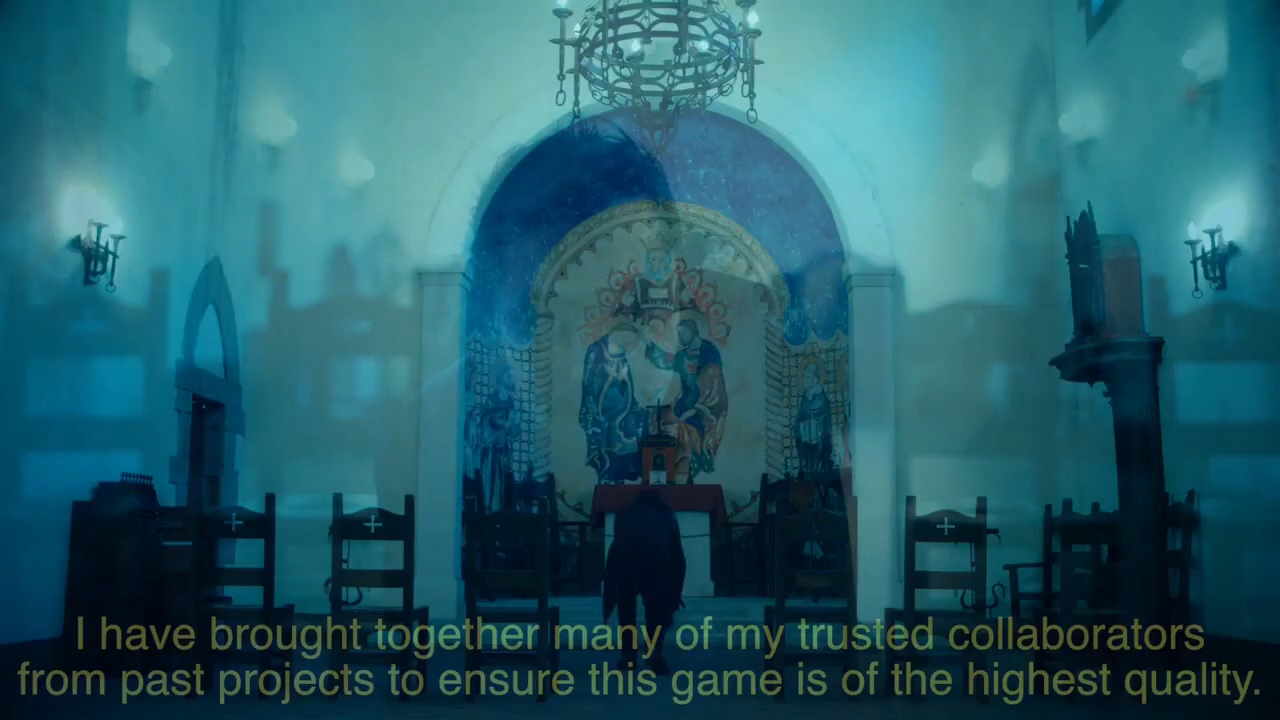 I have brought together many of my trusted collaborators
from past projects to ensure this game is of the highest quality.